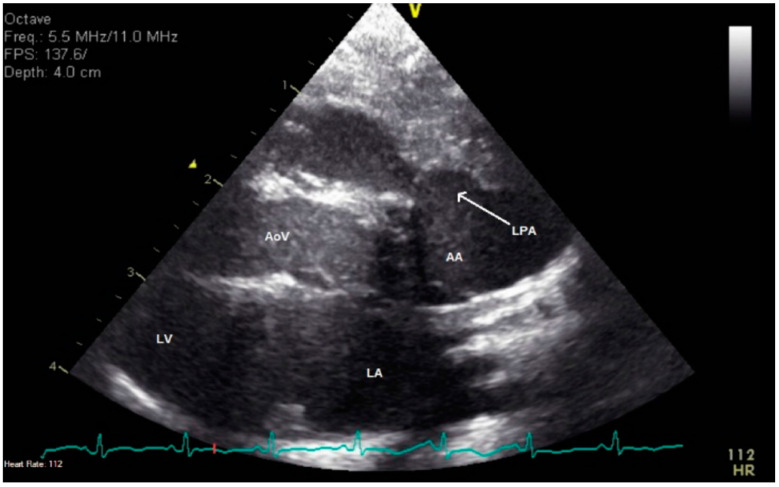 Octave
Freq.: 5.5 MHz/11.0 MHz
FPS: 137.6/
Depth: 4.0 cm
V
1
2
LPA
AoV
AA
3
LV
4
LA
112
HR
Heart Rate: 112